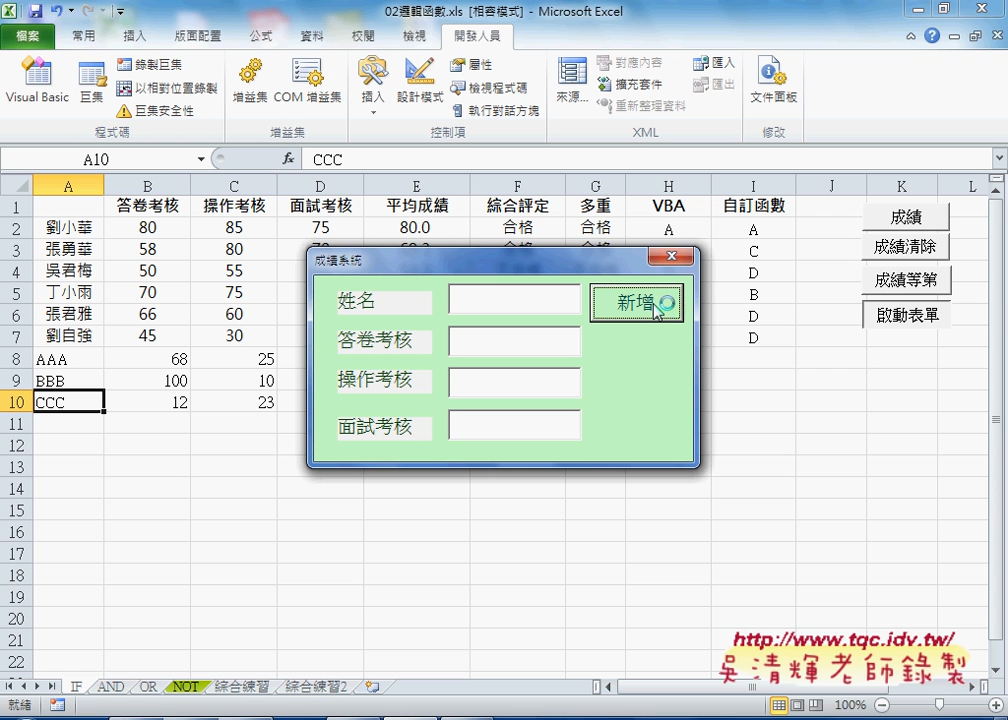 02邏輯函數.xls [相容模式] - Microsoft Excel
檔案 常用 插入 版面配置 公式 資料 校閱 檢視 開發人員
Visual Basic 巨集 錄製巨集 以相對位置錄製 巨集安全性 程式碼
增益集 COM 增益集 增益集
插入 設計模式 屬性 檢視程式碼 執行對話方塊 控制項
來源... 對應內容 擴充套件 重新整理資料 匯入 匯出 XML
文件面板 修改
A10 fx CCC
A B C D E F G H I J K L
1 答卷考核 操作考核 面試考核 平均成績 綜合評定 多重 VBA 自訂函數
2 劉小華 80 85 75 80.0 合格 合格 A A 成績
3 張勇華 58 80 C 成績清除
4 吳君梅 50 55 D 成績等第
5 丁小雨 70 75 B
6 張君雅 66 60 D 啟動表單
7 劉自強 45 30 D
8 AAA 68 25
9 BBB 100 10
10 CCC 12 23
11
12
13
14
15
16
17
18
19
20
21
22
成績系統
姓名 新增
答卷考核
操作考核
面試考核
http://www.tqc.idv.tw/
吳清輝老師錄製
IF AND OR NOT 綜合練習 綜合練習2
就緒 100%